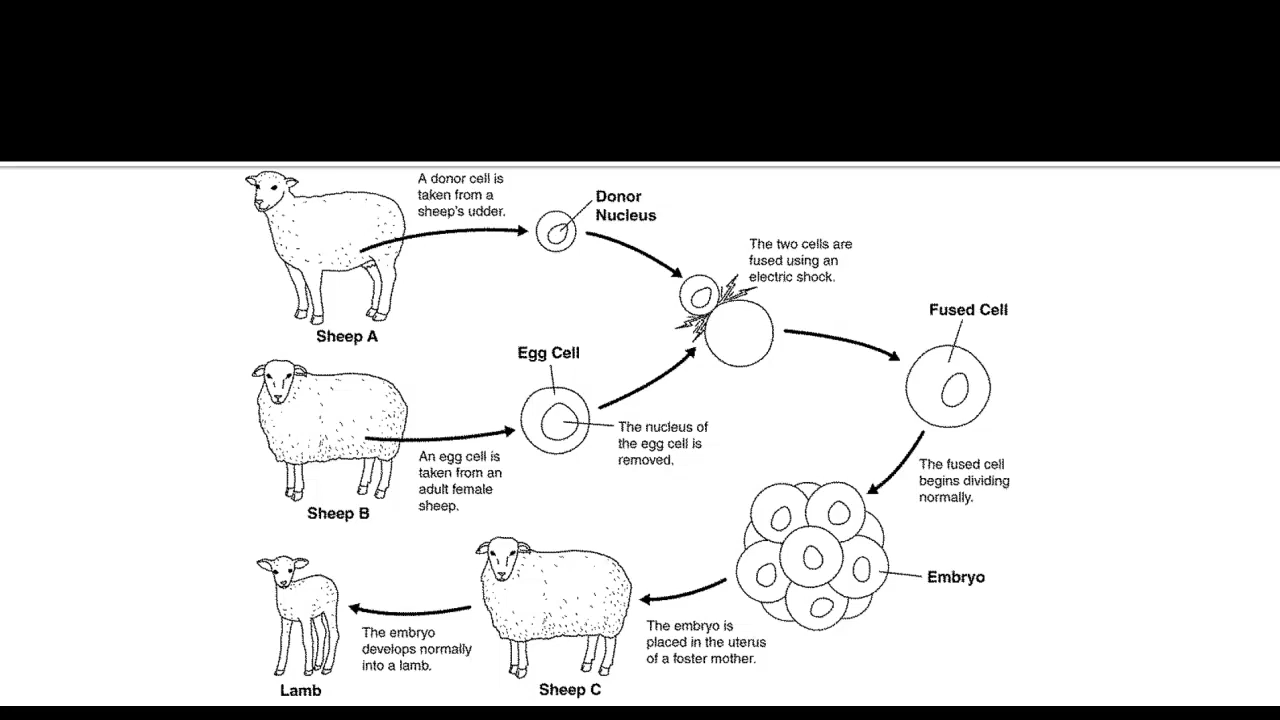 A donor cell is
taken from a
sheep's udder.
Donor
Nucleus
The two cells are
fused using an
electric shock.
Sheep A
Fused Cell
Egg Cell
The nucleus of
the egg cell is
removed.
An egg cell is
taken from an
adult female
sheep.
Sheep B
The fused cell
begins dividing
normally.
Embryo
The embryo is
placed in the uterus
of a foster mother.
Sheep C
The embryo
develops normally
into a lamb.
Lamb